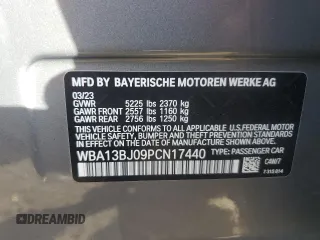 MFD BY BAYERISCHE MOTOREN WERKE AG
03/23
GVWR 5225 lbs 2370 kg
GAWR FRONT 2557 lbs 1160 kg
GAWR REAR 2756 lbs 1250 kg
THIS VEHICLE CONFORMS TO ALL APPLICABLE FEDERAL MOTOR
VEHICLE SAFETY, BUMPER, AND THEFT PREVENTION STANDARDS
IN EFFECT ON THE DATE OF MANUFACTURE SHOWN ABOVE.
WBA13BJ09PCN17440 TYPE: PASSENGER CAR